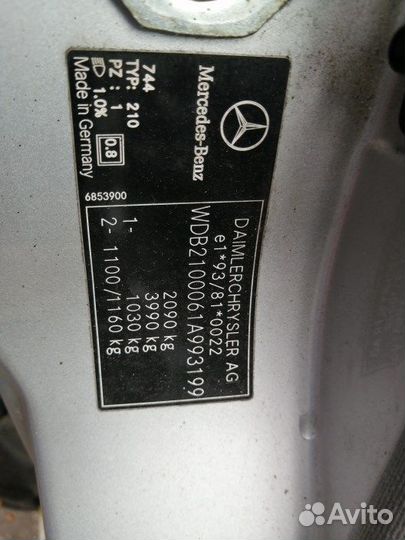 Mercedes-Benz
744
TYP: 210
PZ : 1
1.0%
Made in Germany
0.8
6853900
DAIMLERCHRYSLER AG
e1*93/81*0022
WDB2100061A993199
2090 kg
3990 kg
1- 1030 kg
2- 1100/1160 kg
Avito